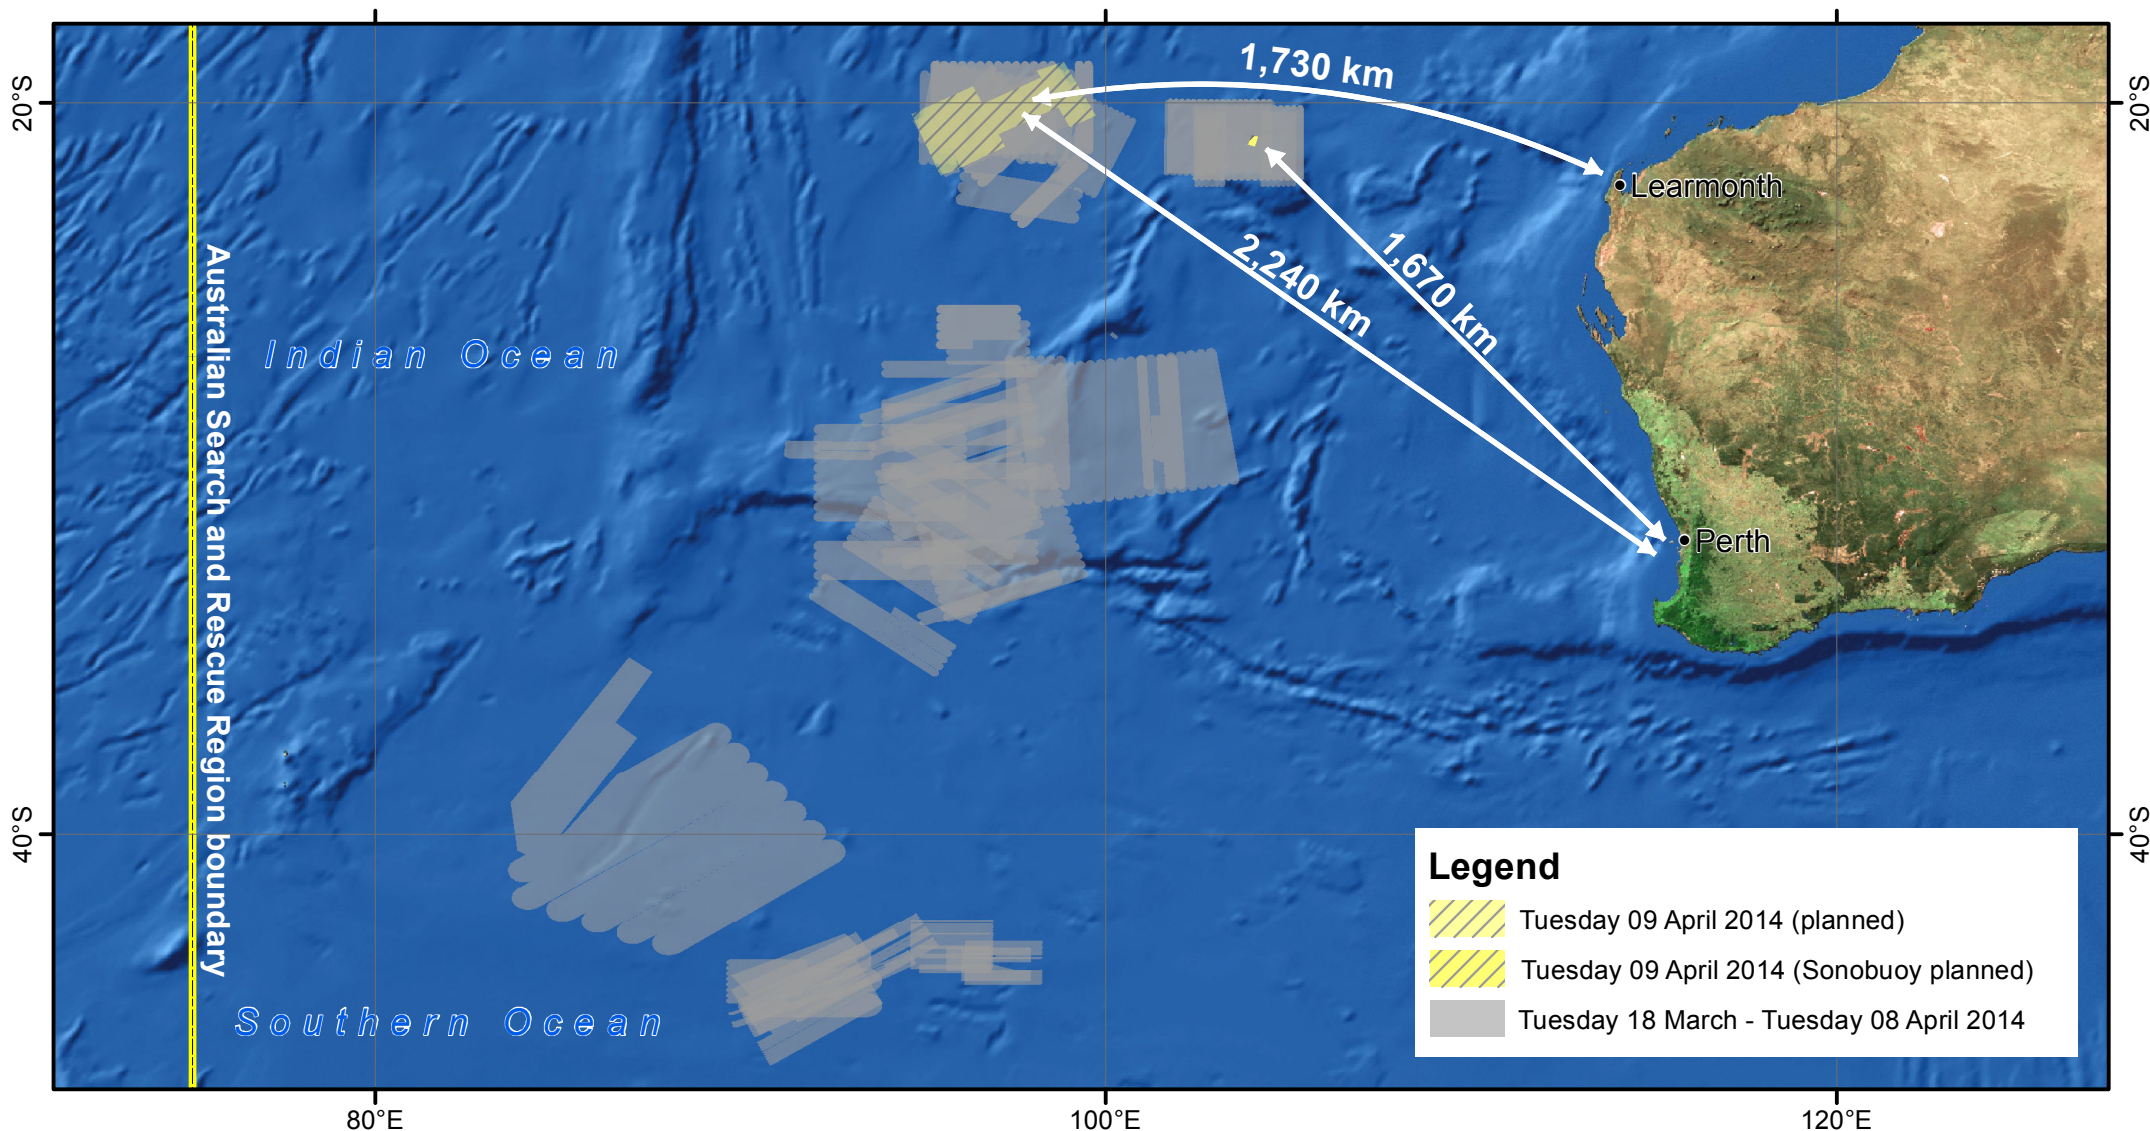 20°S
20°S
1,730 km
Learmonth
2,240 km
1,670 km
Australian Search and Rescue Region boundary
Indian Ocean
Perth
40°S
40°S
Legend
Tuesday 09 April 2014 (planned)
Tuesday 09 April 2014 (Sonobuoy planned)
Tuesday 18 March - Tuesday 08 April 2014
Southern Ocean
80°E
100°E
120°E